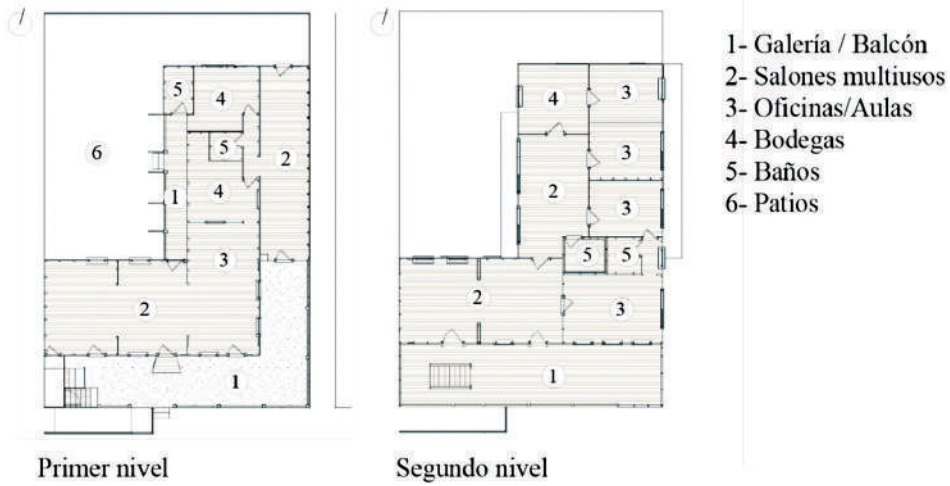 5
4
5
2
6
1
4
3
2
1
Primer nivel
4
3
3
2
3
5
5
2
3
1
Segundo nivel
1- Galería / Balcón
2- Salones multiusos
3- Oficinas/Aulas
4- Bodegas
5- Baños
6- Patios